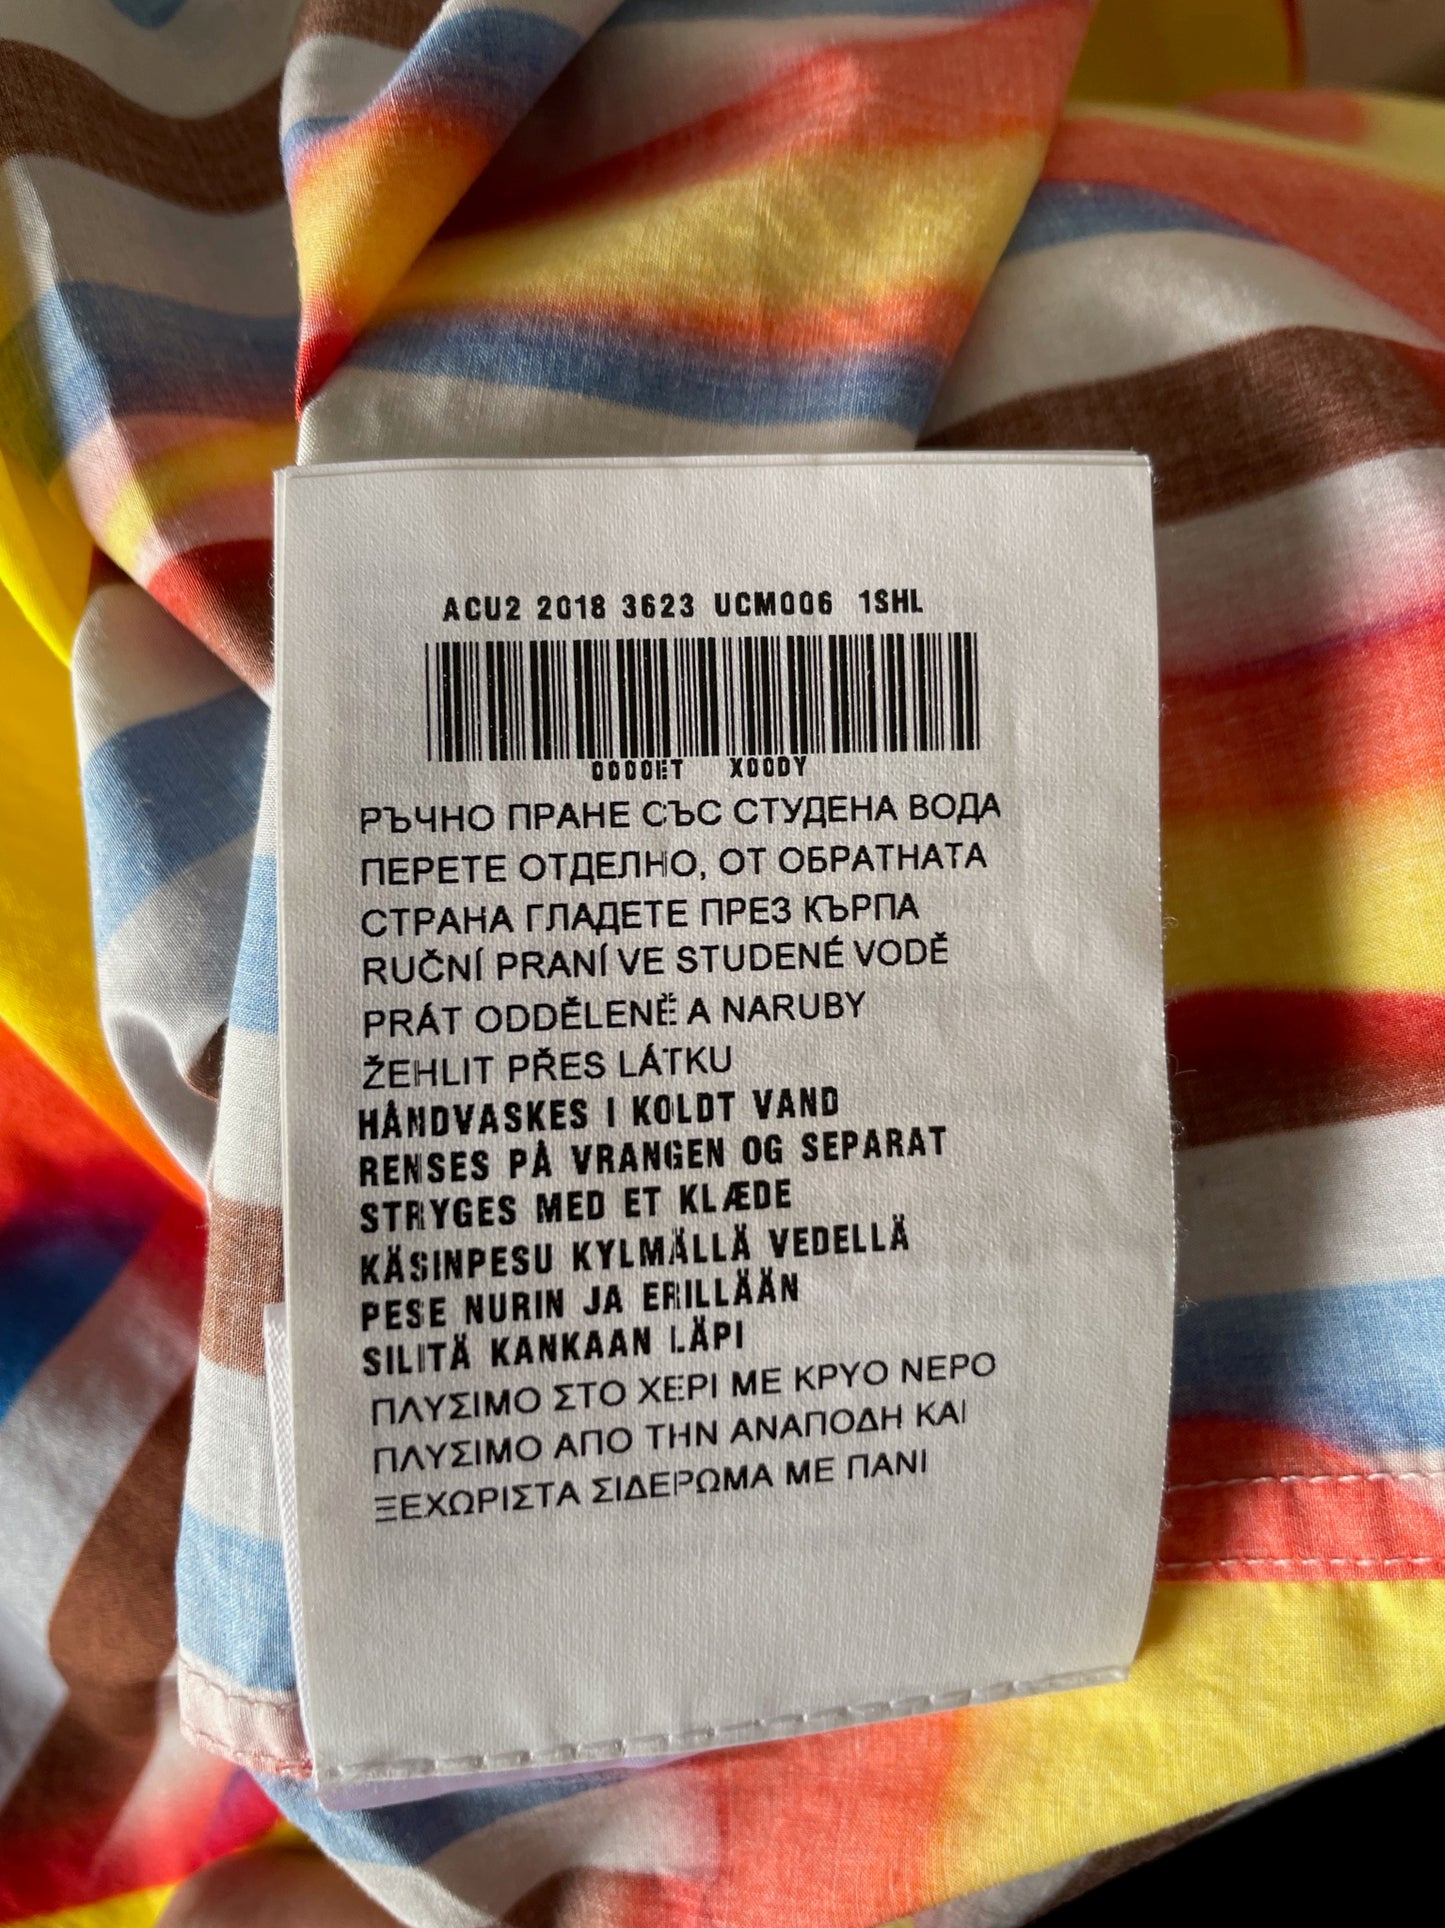 ACU2 2018 3623 UCM006 1SHL
0000ET X00DY
РЪЧНО ПРАНЕ СЪС СТУДЕНА ВОДА
ПЕРЕТЕ ОТДЕЛНО, ОТ ОБРАТНАТА
СТРАНА ГЛАДЕТЕ ПРЕЗ КЪРПА
RUČNÍ PRANÍ VE STUDENÉ VODĚ
PRÁT ODDĚLENĚ A NARUBY
ŽEHLIT PŘES LÁTKU
HÅNDVASKES I KOLDT VAND
RENSES PÅ VRANGEN OG SEPARAT
STRYGES MED ET KLÆDE
KÄSINPESU KYLMÄLLÄ VEDELLÄ
PESE NURIN JA ERILLÄÄN
SILITÄ KANKAAN LÄPI
ΠΛΥΣΙΜΟ ΣΤΟ ΧΕΡΙ ΜΕ ΚΡΥΟ ΝΕΡΟ
ΠΛΥΣΙΜΟ ΑΠΟ ΤΗΝ ΑΝΑΠΟΔΗ ΚΑΙ
ΞΕΧΩΡΙΣΤΑ ΣΙΔΕΡΩΜΑ ΜΕ ΠΑΝΙ